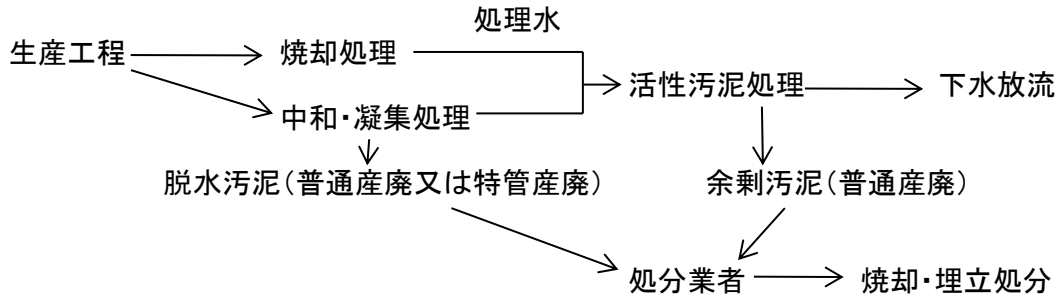 処理水
生産工程
焼却処理
活性汚泥処理
下水放流
中和・凝集処理
脱水汚泥(普通産廃又は特管産廃)
余剰汚泥(普通産廃)
処分業者
焼却・埋立処分